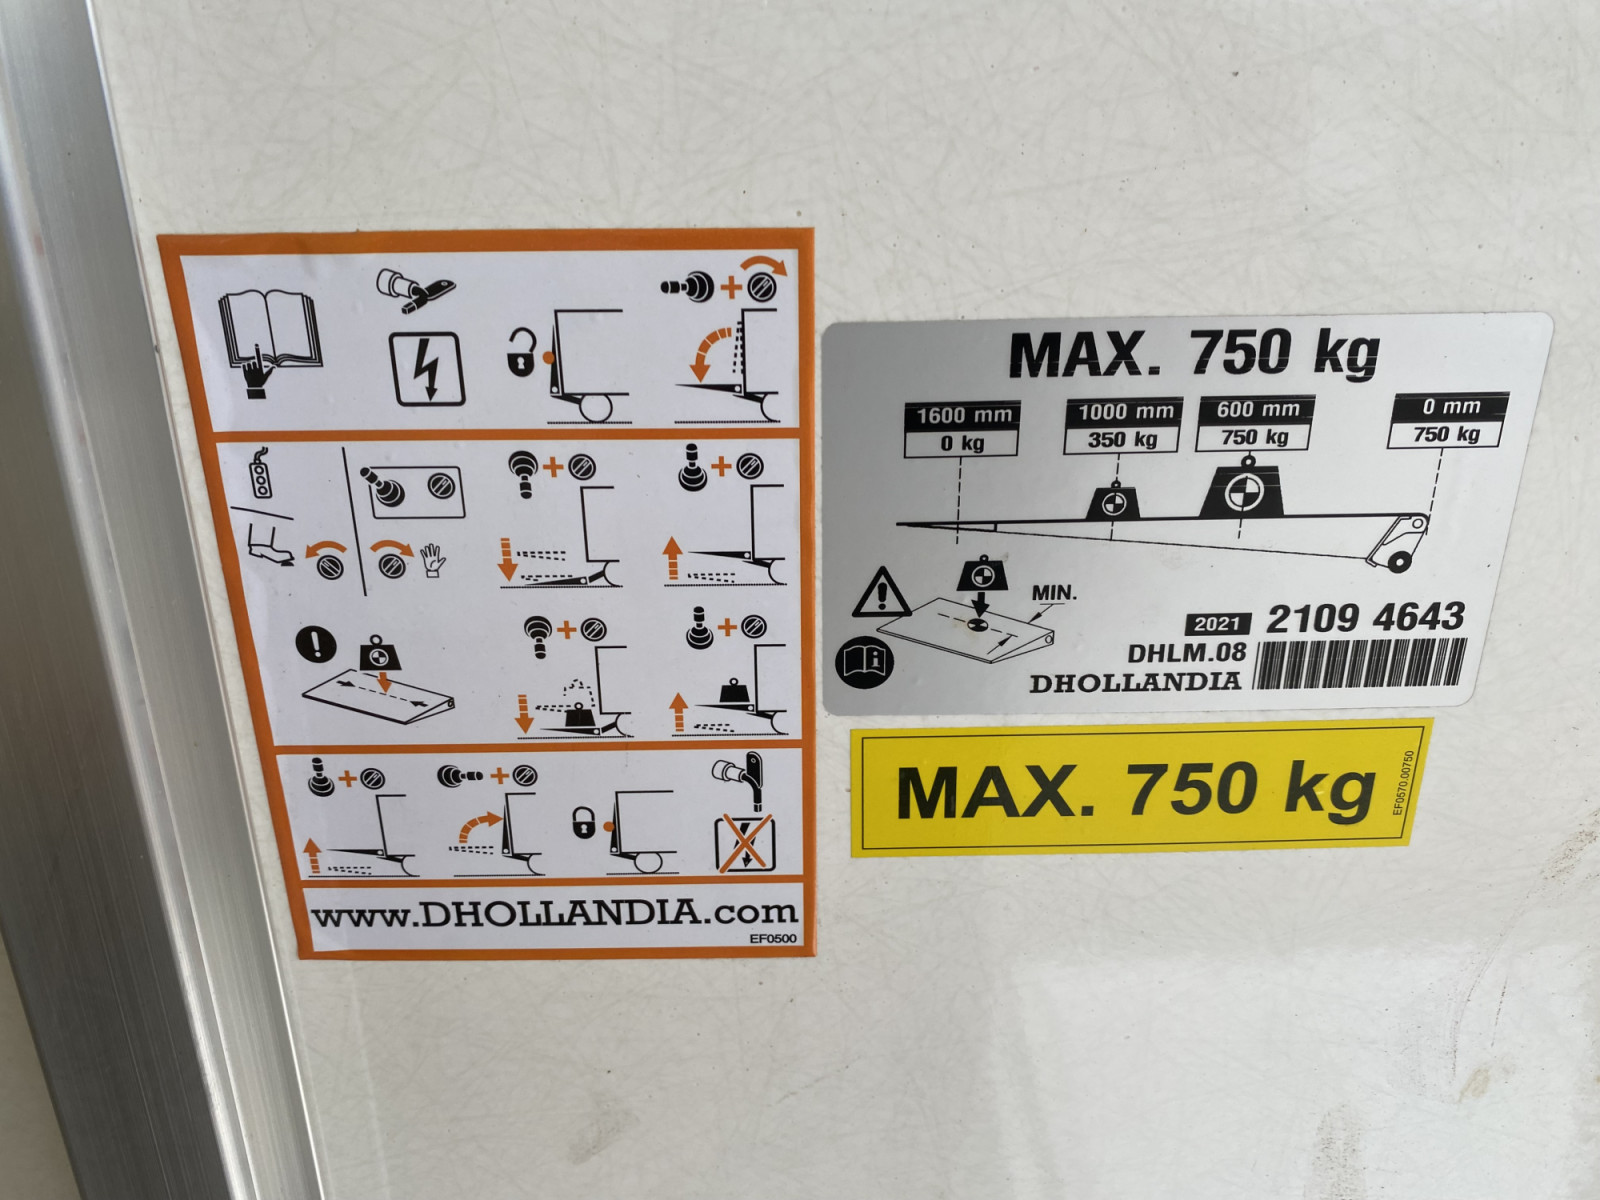 www.DHOLLANDIA.com
EF0500
MAX. 750 kg
1600 mm
0 kg
1000 mm
350 kg
600 mm
750 kg
0 mm
750 kg
MIN.
2021 2109 4643
DHLM.08
DHOLLANDIA
MAX. 750 kg
EF0570.00750